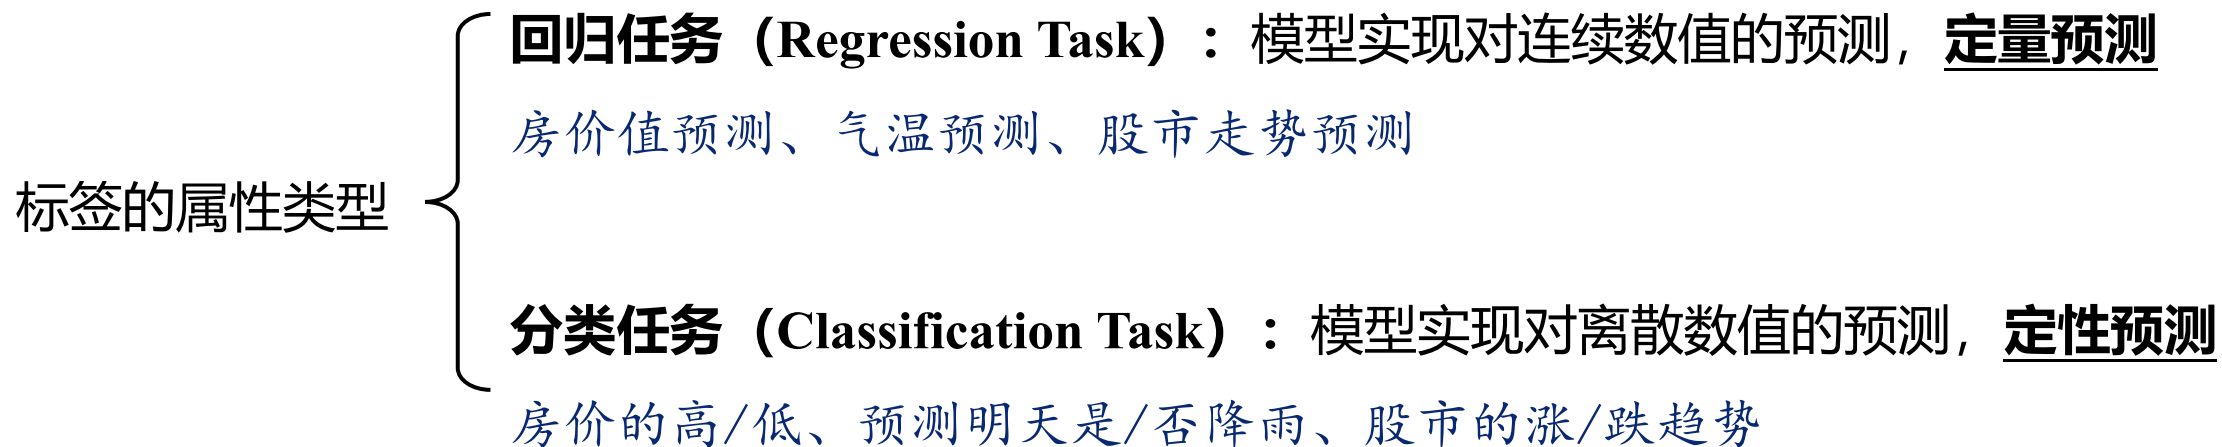 回归任务（Regression Task）：模型实现对连续数值的预测，定量预测
房价值预测、气温预测、股市走势预测
标签的属性类型
分类任务（Classification Task）：模型实现对离散数值的预测，定性预测
房价的高/低、预测明天是/否降雨、股市的涨/跌趋势